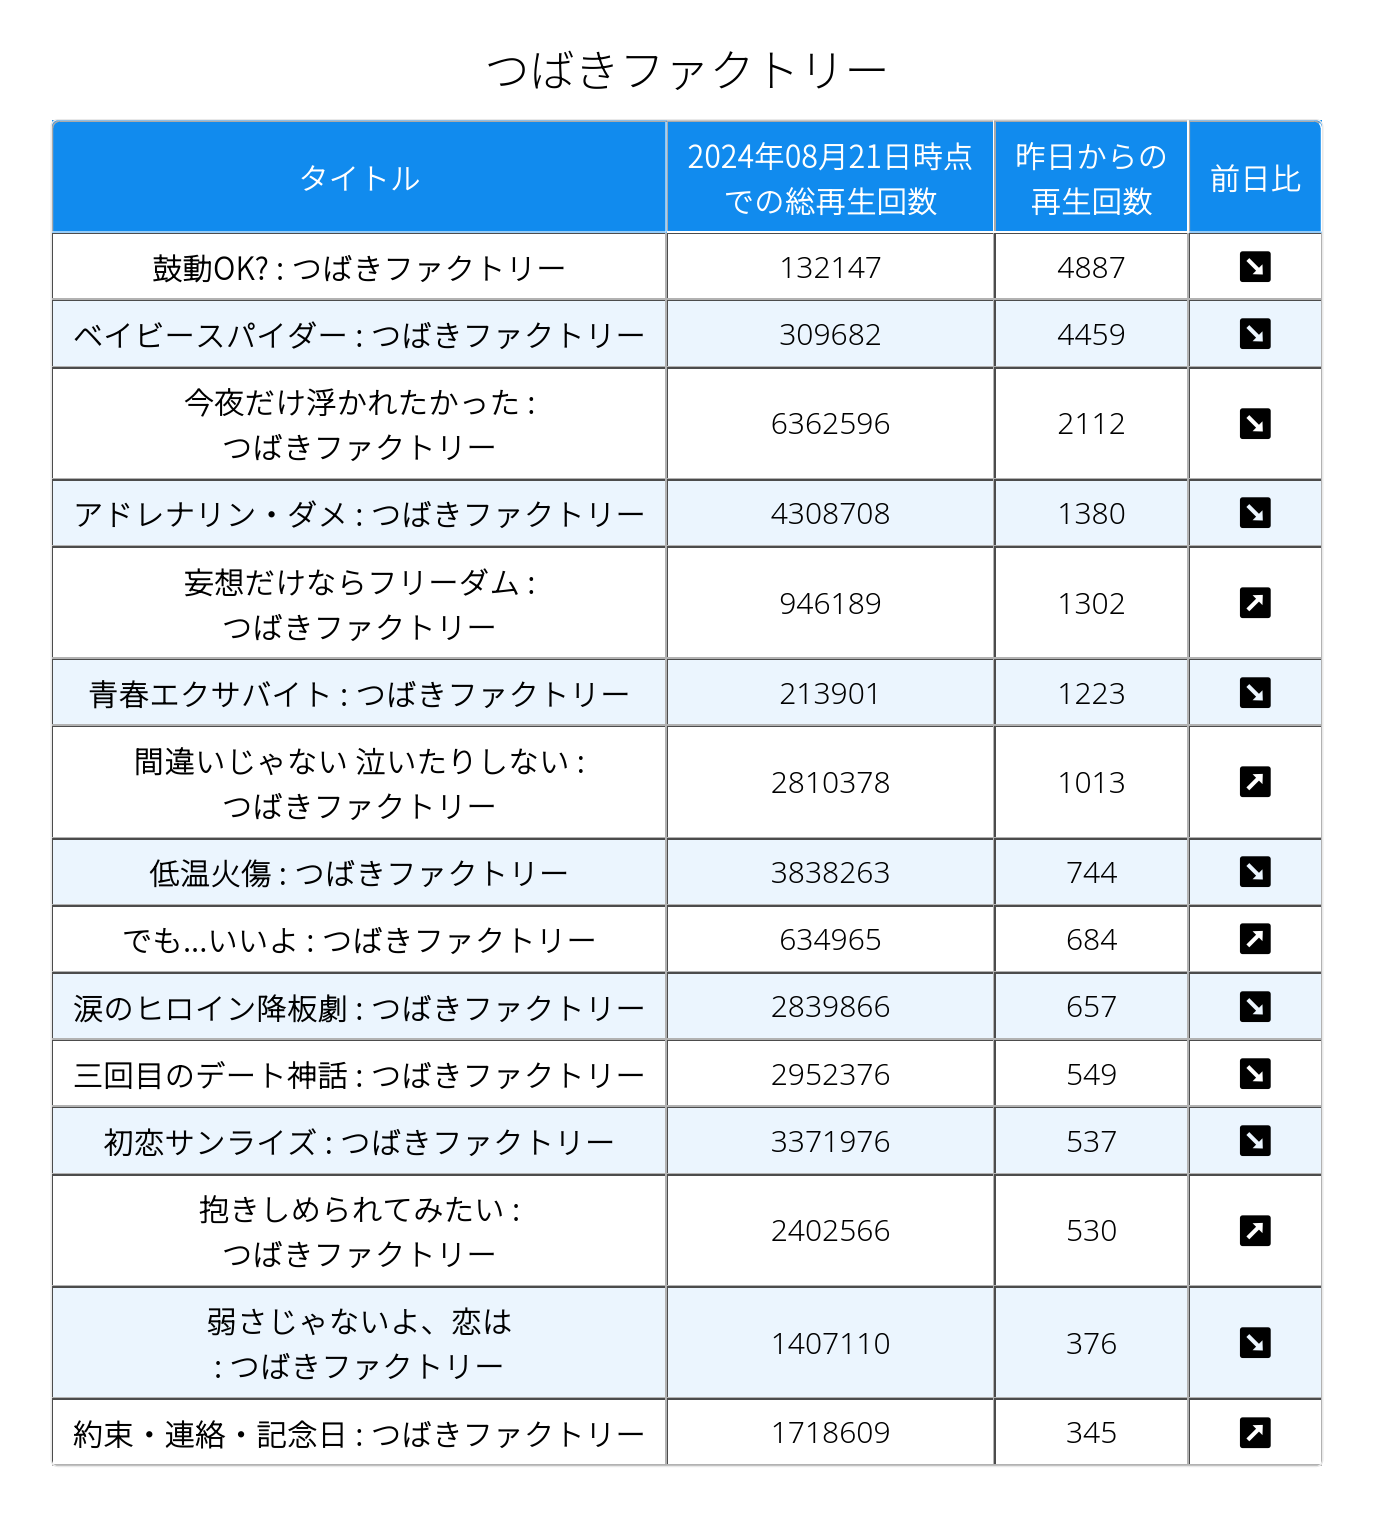 つばきファクトリー
タイトル
2024年08月21日時点
での総再生回数
昨日からの
再生回数
前日比
鼓動OK? : つばきファクトリー
132147
4887
↘
ベイビースパイダー : つばきファクトリー
309682
4459
↘
今夜だけ浮かれたかった :
つばきファクトリー
6362596
2112
↘
アドレナリン・ダメ : つばきファクトリー
4308708
1380
↘
妄想だけならフリーダム :
つばきファクトリー
946189
1302
↗
青春エクサバイト : つばきファクトリー
213901
1223
↘
間違いじゃない 泣いたりしない :
つばきファクトリー
2810378
1013
↗
低温火傷 : つばきファクトリー
3838263
744
↘
でも...いいよ : つばきファクトリー
634965
684
↗
涙のヒロイン降板劇 : つばきファクトリー
2839866
657
↘
三回目のデート神話 : つばきファクトリー
2952376
549
↘
初恋サンライズ : つばきファクトリー
3371976
537
↘
抱きしめられてみたい :
つばきファクトリー
2402566
530
↗
弱さじゃないよ、恋は
: つばきファクトリー
1407110
376
↘
約束・連絡・記念日 : つばきファクトリー
1718609
345
↗